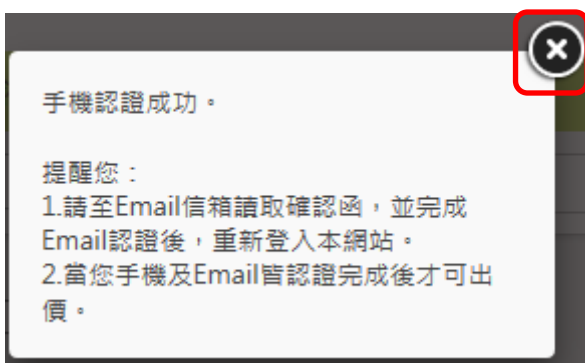 手機認證成功。
提醒您：
1.請至Email信箱讀取確認函，並完成
Email認證後，重新登入本網站。
2.當您手機及Email皆認證完成後才可出
價。